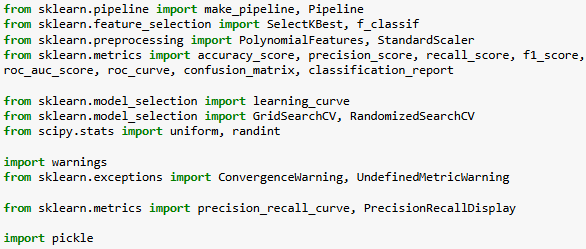 from sklearn.pipeline import make_pipeline, Pipeline
from sklearn.feature_selection import SelectKBest, f_classif
from sklearn.preprocessing import PolynomialFeatures, StandardScaler
from sklearn.metrics import accuracy_score, precision_score, recall_score, f1_score,
roc_auc_score, roc_curve, confusion_matrix, classification_report
from sklearn.model_selection import learning_curve
from sklearn.model_selection import GridSearchCV, RandomizedSearchCV
from scipy.stats import uniform, randint
import warnings
from sklearn.exceptions import ConvergenceWarning, UndefinedMetricWarning
from sklearn.metrics import precision_recall_curve, PrecisionRecallDisplay
import pickle